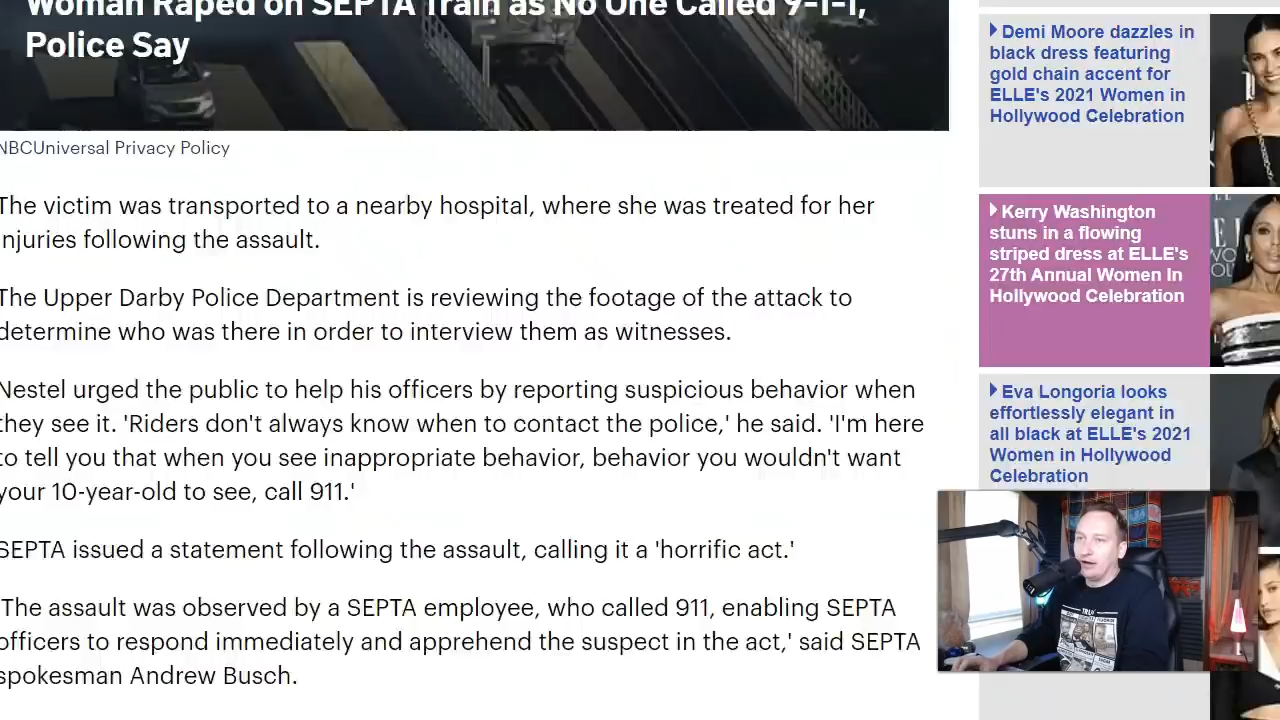 Woman Raped on SEPTA Train as No One Called 9-1-1,
Police Say
NBCUniversal Privacy Policy
The victim was transported to a nearby hospital, where she was treated for her
injuries following the assault.
The Upper Darby Police Department is reviewing the footage of the attack to
determine who was there in order to interview them as witnesses.
Nestel urged the public to help his officers by reporting suspicious behavior when
they see it. 'Riders don't always know when to contact the police,' he said. 'I'm here
to tell you that when you see inappropriate behavior, behavior you wouldn't want
your 10-year-old to see, call 911.'
SEPTA issued a statement following the assault, calling it a 'horrific act.'
'The assault was observed by a SEPTA employee, who called 911, enabling SEPTA
officers to respond immediately and apprehend the suspect in the act,' said SEPTA
spokesman Andrew Busch.
Demi Moore dazzles in
black dress featuring
gold chain accent for
ELLE's 2021 Women in
Hollywood Celebration
Kerry Washington
stuns in a flowing
striped dress at ELLE's
27th Annual Women In
Hollywood Celebration
Eva Longoria looks
effortlessly elegant in
all black at ELLE's 2021
Women in Hollywood
Celebration